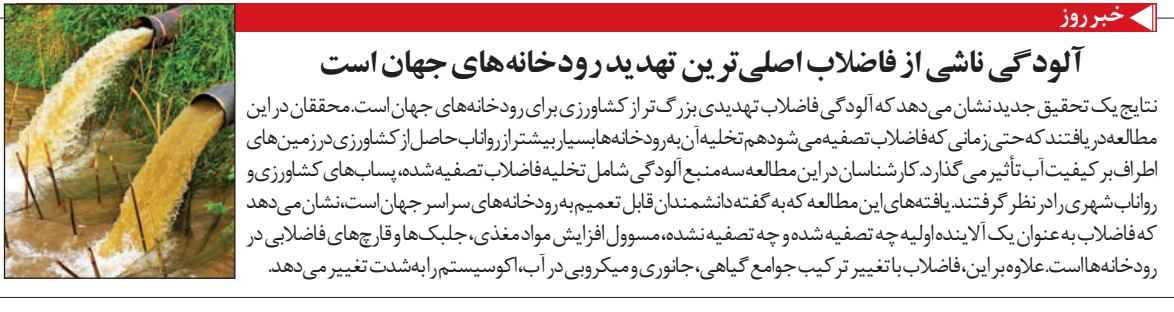 خبر روز
آلودگی ناشی از فاضلاب اصلی‌ترین تهدید رودخانه‌های جهان است
نتایج یک تحقیق جدید نشان می‌دهد که آلودگی فاضلاب تهدیدی بزرگ‌تر از کشاورزی برای رودخانه‌های جهان است. محققان در این
مطالعه دریافتند که حتی زمانی که فاضلاب تصفیه می‌شود هم تخلیه آن به رودخانه‌ها بسیار بیشتر از رواناب حاصل از کشاورزی در زمین‌های
اطراف بر کیفیت آب تأثیر می‌گذارد. کارشناسان در این مطالعه سه منبع آلودگی شامل تخلیه فاضلاب تصفیه شده، پساب‌های کشاورزی و
رواناب شهری را در نظر گرفتند. یافته‌های این مطالعه که به گفته دانشمندان قابل تعمیم به رودخانه‌های سراسر جهان است، نشان می‌دهد
که فاضلاب به عنوان یک آلاینده اولیه چه تصفیه شده و چه تصفیه نشده، مسوول افزایش مواد مغذی، جلبک‌ها و قارچ‌های فاضلابی در
رودخانه‌ها است. علاوه بر این، فاضلاب با تغییر ترکیب جوامع گیاهی، جانوری و میکروبی در آب، اکوسیستم را به شدت تغییر می‌دهد.